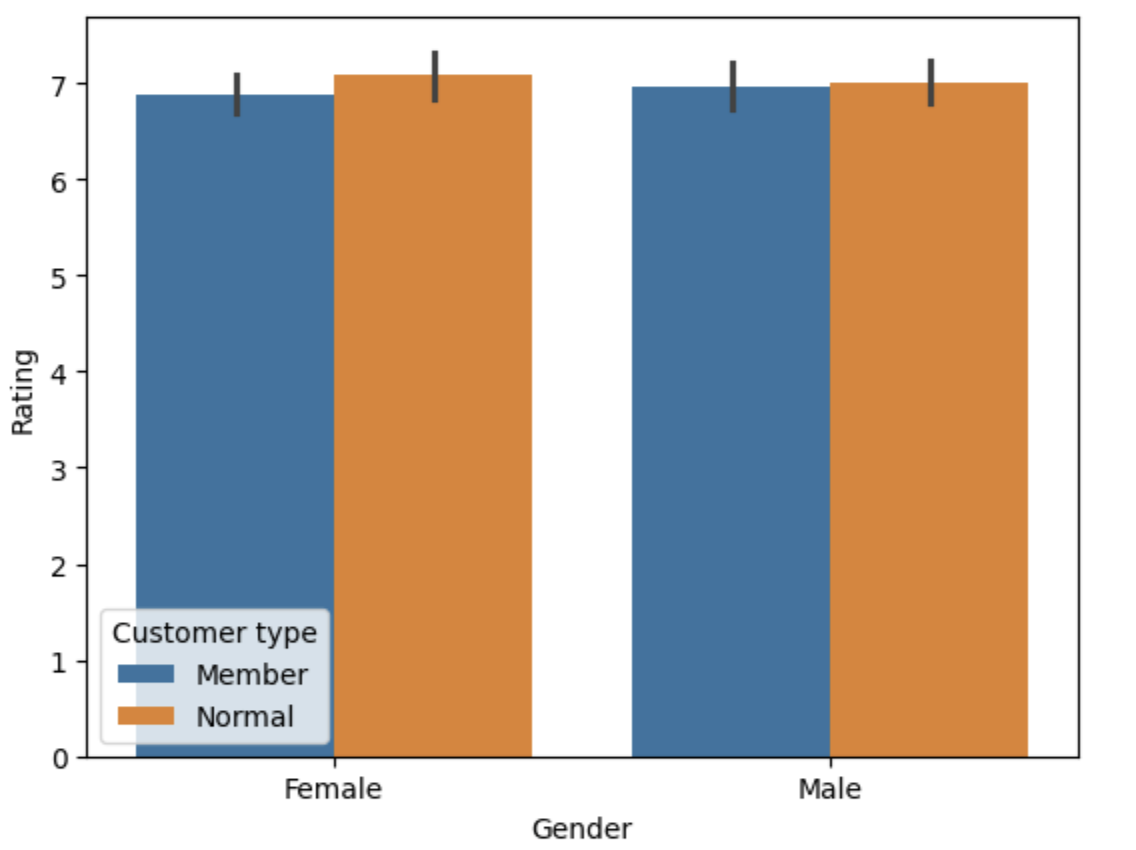 Rating
7
6
5
4
3
2
1
0
Customer type
Member
Normal
Female Male
Gender